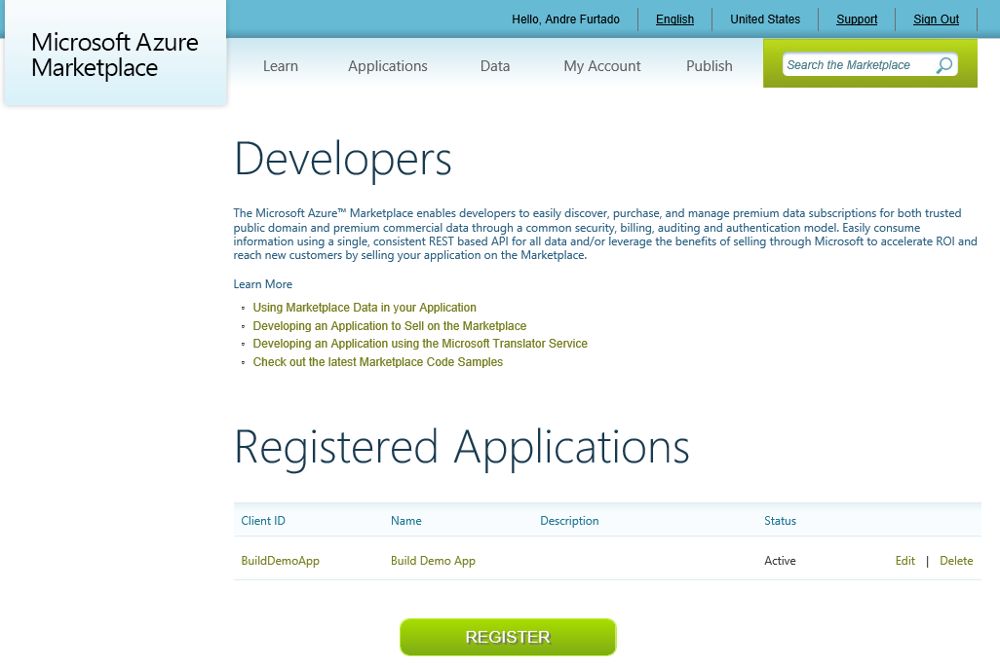 Hello, Andre Furtado English United States Support Sign Out
Microsoft Azure
Marketplace
Learn Applications Data My Account Publish Search the Marketplace
Developers
The Microsoft Azure™ Marketplace enables developers to easily discover, purchase, and manage premium data subscriptions for both trusted
public domain and premium commercial data through a common security, billing, auditing and authentication model. Easily consume
information using a single, consistent REST based API for all data and/or leverage the benefits of selling through Microsoft to accelerate ROI and
reach new customers by selling your application on the Marketplace.
Learn More
Using Marketplace Data in your Application
Developing an Application to Sell on the Marketplace
Developing an Application using the Microsoft Translator Service
Check out the latest Marketplace Code Samples
Registered Applications
Client ID Name Description Status
BuildDemoApp Build Demo App Active Edit | Delete
REGISTER